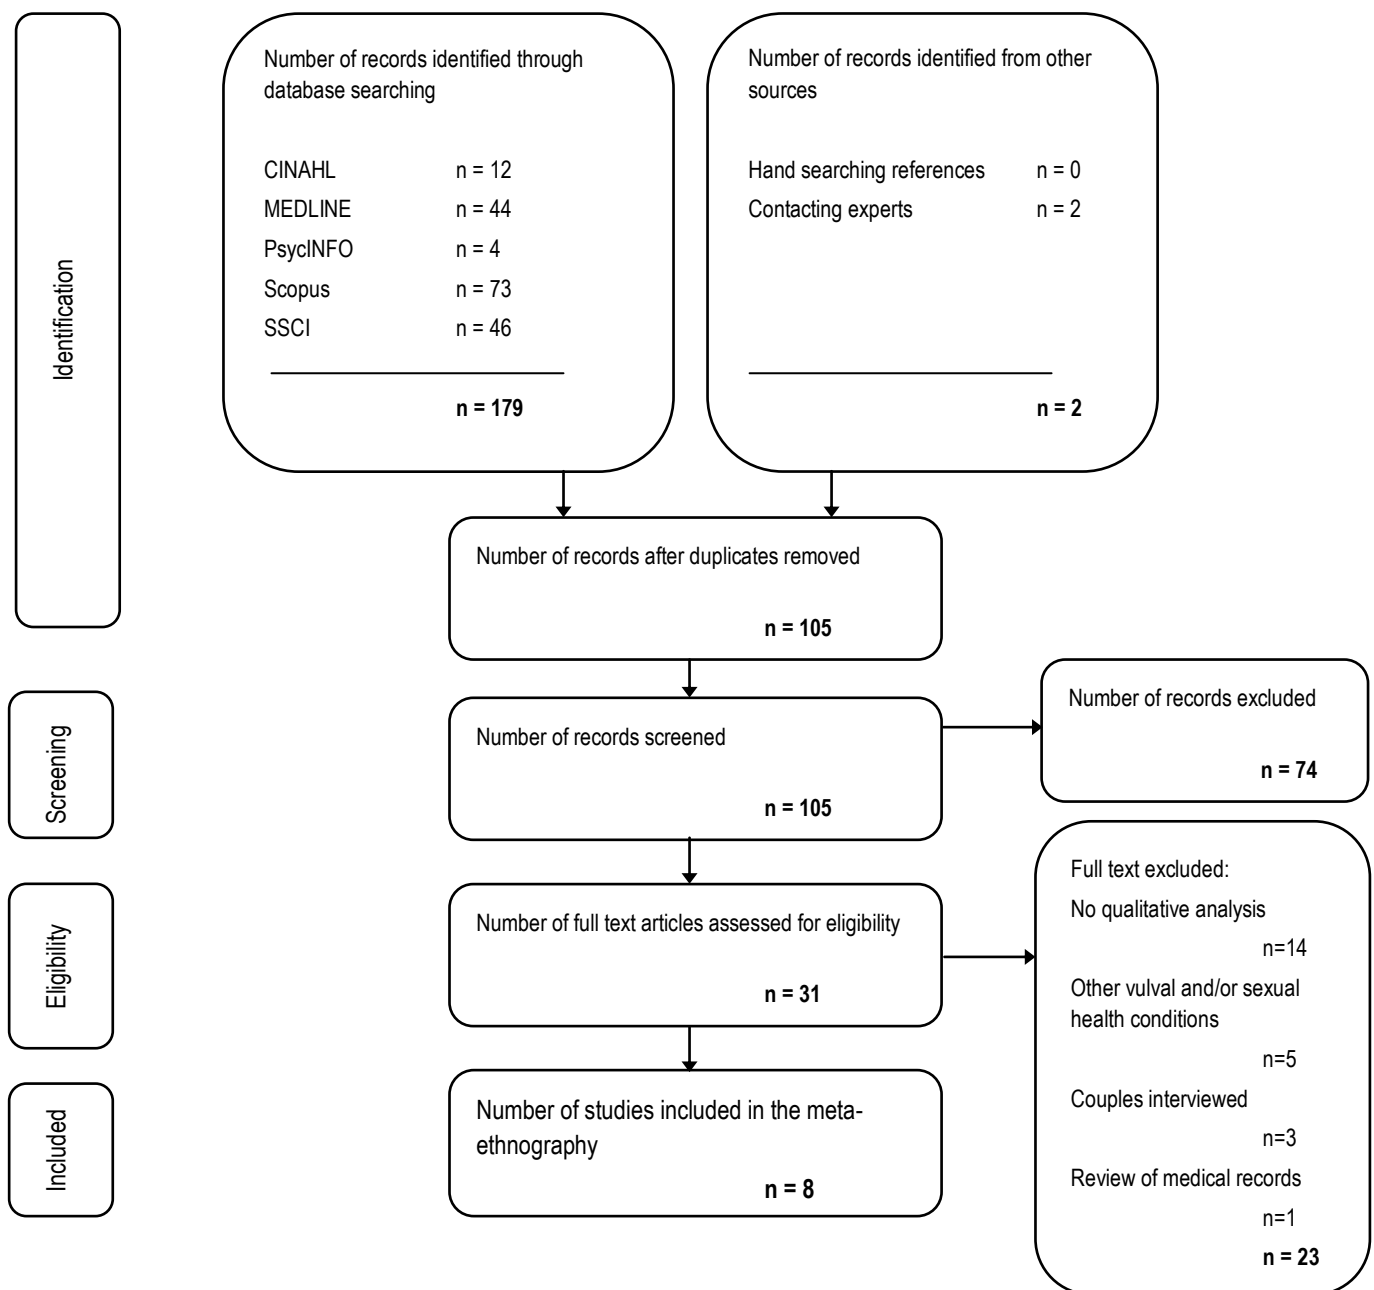 Identification
Number of records identified through
database searching
CINAHL n = 12
MEDLINE n = 44
PsycINFO n = 4
Scopus n = 73
SSCI n = 46
n = 179
Number of records identified from other
sources
Hand searching references n = 0
Contacting experts n = 2
n = 2
Number of records after duplicates removed
n = 105
Screening
Number of records screened
n = 105
Number of records excluded
n = 74
Eligibility
Number of full text articles assessed for eligibility
n = 31
Full text excluded:
No qualitative analysis
n=14
Other vulval and/or sexual
health conditions
n=5
Couples interviewed
n=3
Review of medical records
n=1
n = 23
Included
Number of studies included in the meta-
ethnography
n = 8